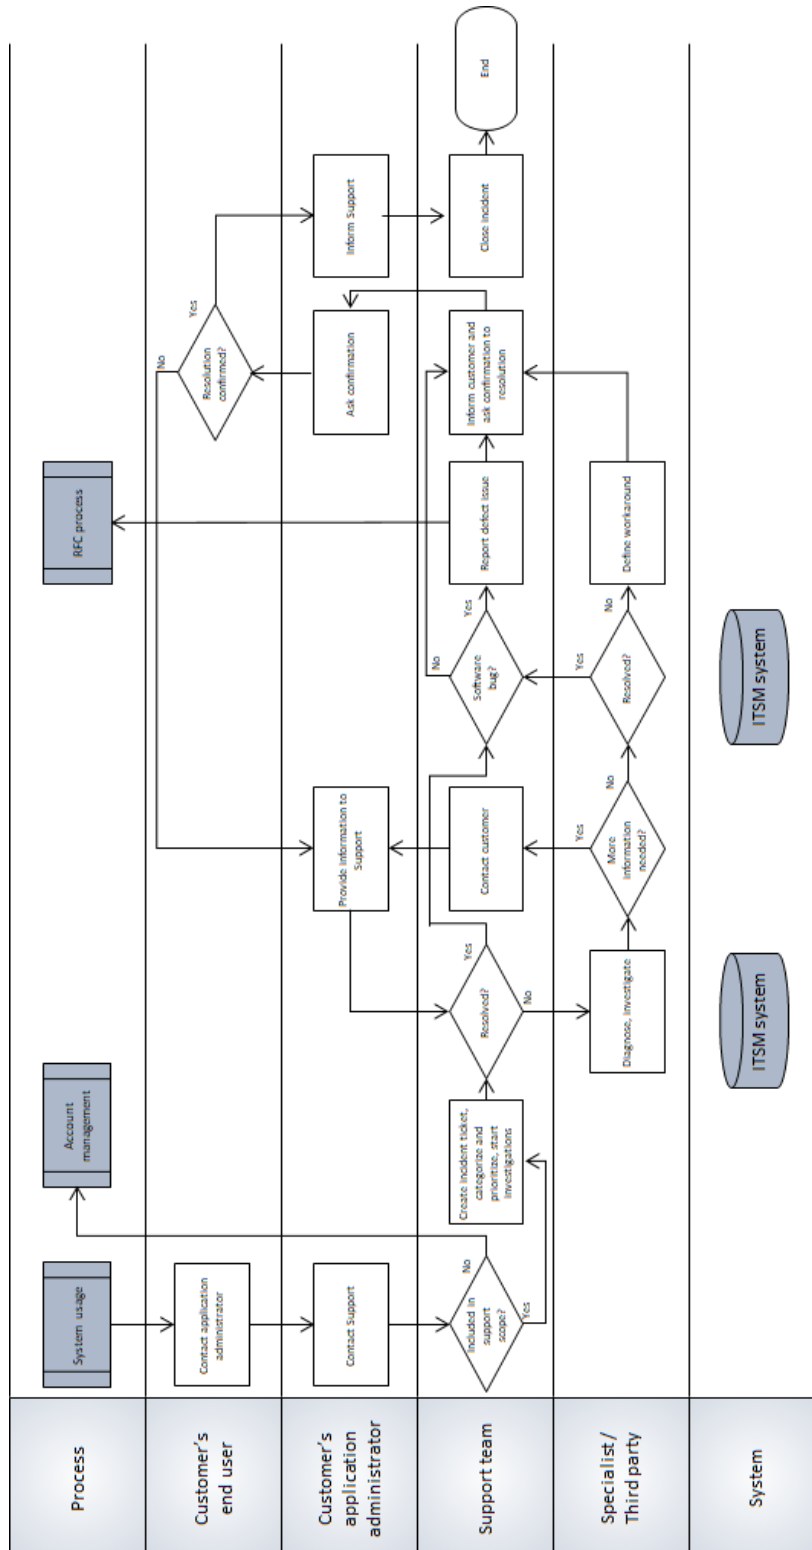 Process
System usage
Account
management
RFC process
Customer's
end user
Contact application
administrator
Resolution
confirmed?
Yes
No
Customer's
application
administrator
Contact Support
Provide information to
Support
Ask confirmation
Inform Support
Support team
Included in
support
scope?
No
Yes
Create incident ticket,
categorize and
prioritize, start
investigations
Resolved?
Yes
No
Contact customer
Software
bug?
No
Yes
Report defect issue
Inform customer and
ask confirmation to
resolution
Close incident
End
Specialist/
Third party
Diagnose, investigate
More
information
needed?
Yes
No
Resolved?
Yes
No
Define workaround
System
ITSM system
ITSM system